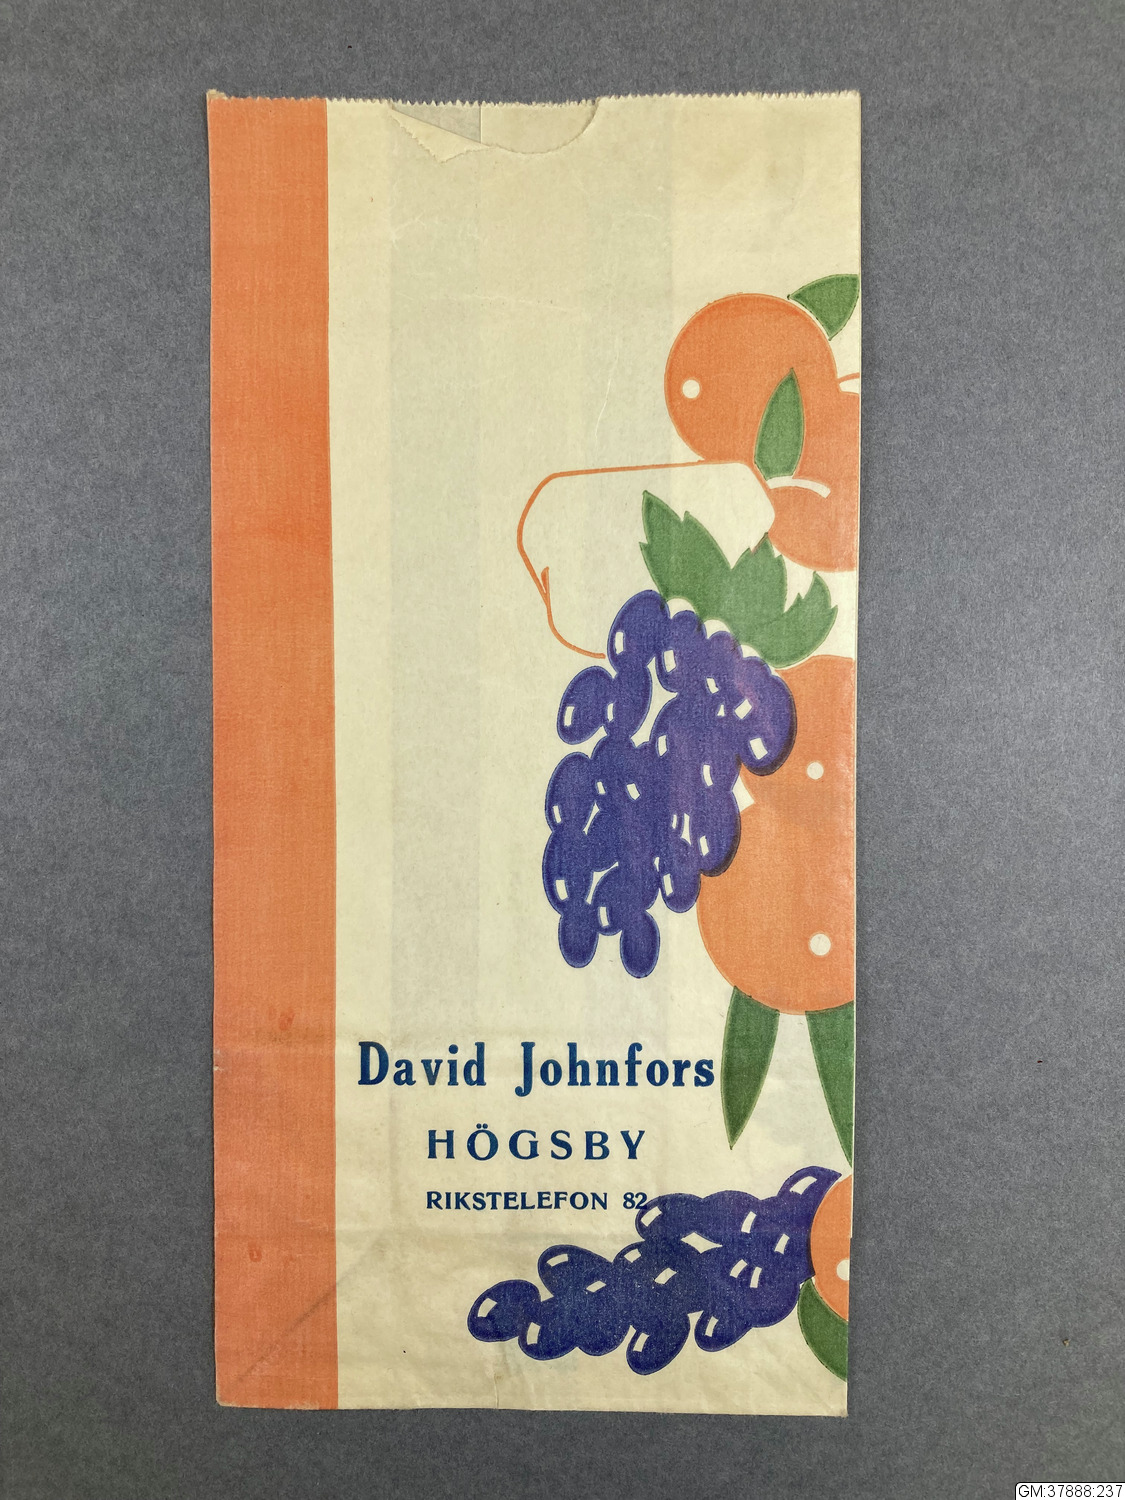 David Johnfors
HÖGSBY
RIKSTELEFON 82
GM:37888:237